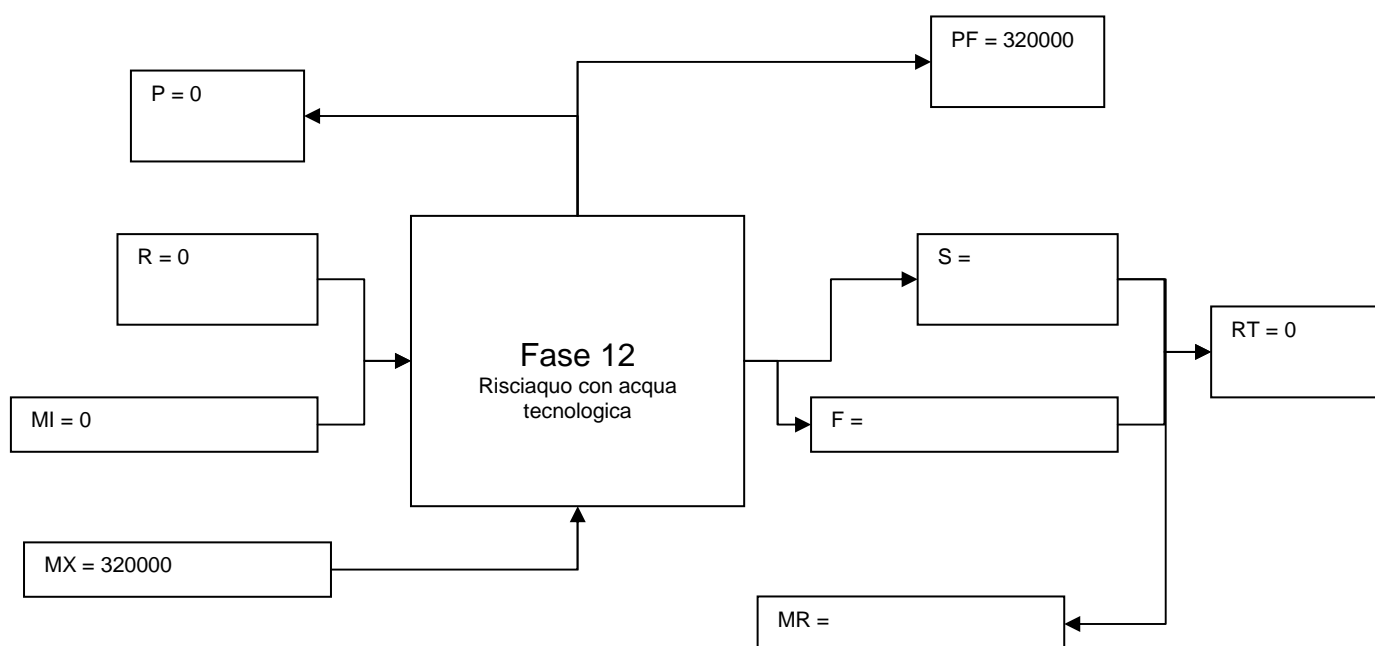 PF = 320000
P = 0
R = 0
S =
RT = 0
Fase 12
Risciaquo con acqua
tecnologica
MI = 0
F =
MX = 320000
MR =